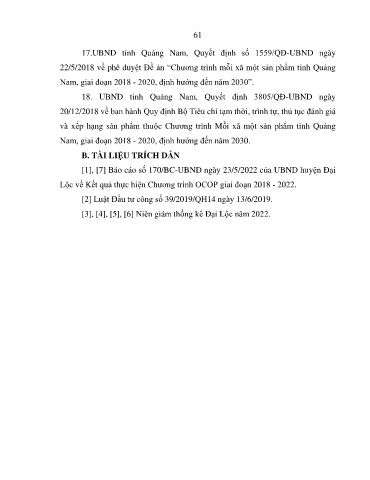 61
17.UBND tỉnh Quảng Nam, Quyết định số 1559/QĐ-UBND ngày
22/5/2018 về phê duyệt Đề án “Chương trình mỗi xã một sản phẩm tỉnh Quảng
Nam, giai đoạn 2018 - 2020, định hướng đến năm 2030”.
18. UBND tỉnh Quảng Nam, Quyết định 3805/QĐ-UBND ngày
20/12/2018 về ban hành Quy định Bộ Tiêu chí tạm thời, trình tự, thủ tục đánh giá
và xếp hạng sản phẩm thuộc Chương trình Mỗi xã một sản phẩm tỉnh Quảng
Nam, giai đoạn 2018 - 2020, định hướng đến năm 2030.
B. TÀI LIỆU TRÍCH DẪN
[1], [7] Báo cáo số 170/BC-UBND ngày 23/5/2022 của UBND huyện Đại
Lộc về Kết quả thực hiện Chương trình OCOP giai đoạn 2018 - 2022.
[2] Luật Đầu tư công số 39/2019/QH14 ngày 13/6/2019.
[3], [4], [5], [6] Niên giám thống kê Đại Lộc năm 2022.